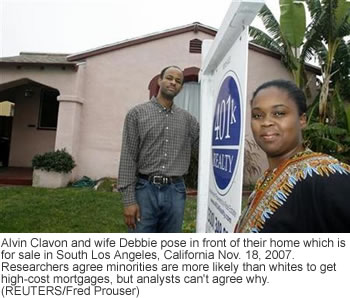 401k
REALTY
Alvin Clavon and wife Debbie pose in front of their home which is
for sale in South Los Angeles, California Nov. 18, 2007.
Researchers agree minorities are more likely than whites to get
high-cost mortgages, but analysts can't agree why.
(REUTERS/Fred Prouser)